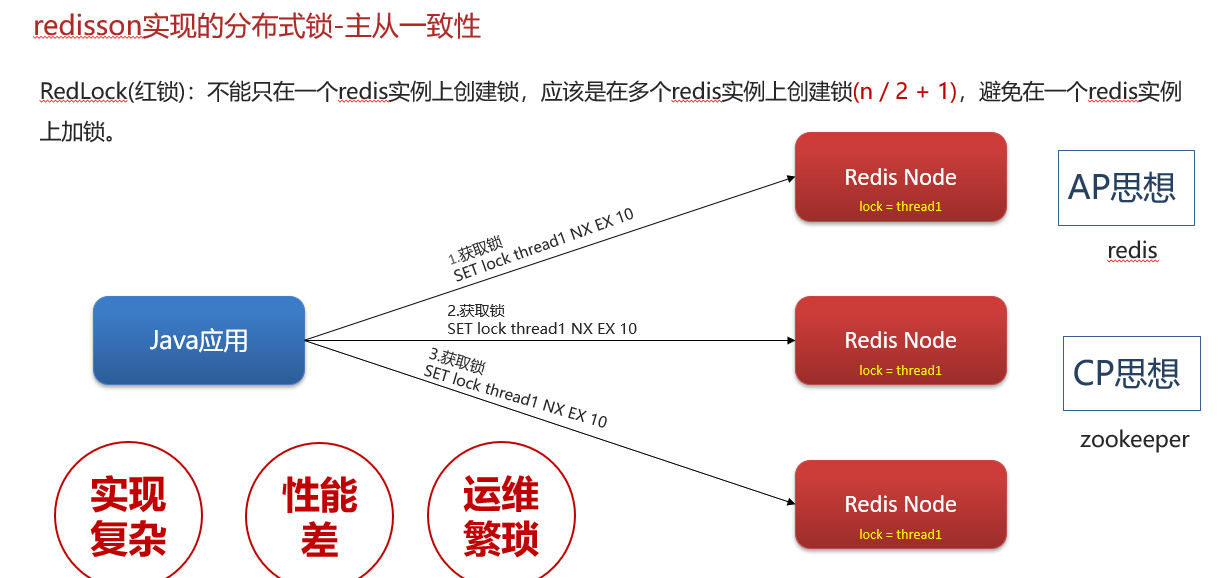 redisson实现的分布式锁-主从一致性
RedLock(红锁)：不能只在一个redis实例上创建锁，应该是在多个redis实例上创建锁(n / 2 + 1)，避免在一个redis实例
上加锁。
Redis Node
lock = thread1
AP思想
redis
1.获取锁
SET lock thread1 NX EX 10
Java应用
2.获取锁
SET lock thread1 NX EX 10
Redis Node
lock = thread1
3.获取锁
SET lock thread1 NX EX 10
CP思想
zookeeper
Redis Node
lock = thread1
实现
复杂
性能
差
运维
繁琐